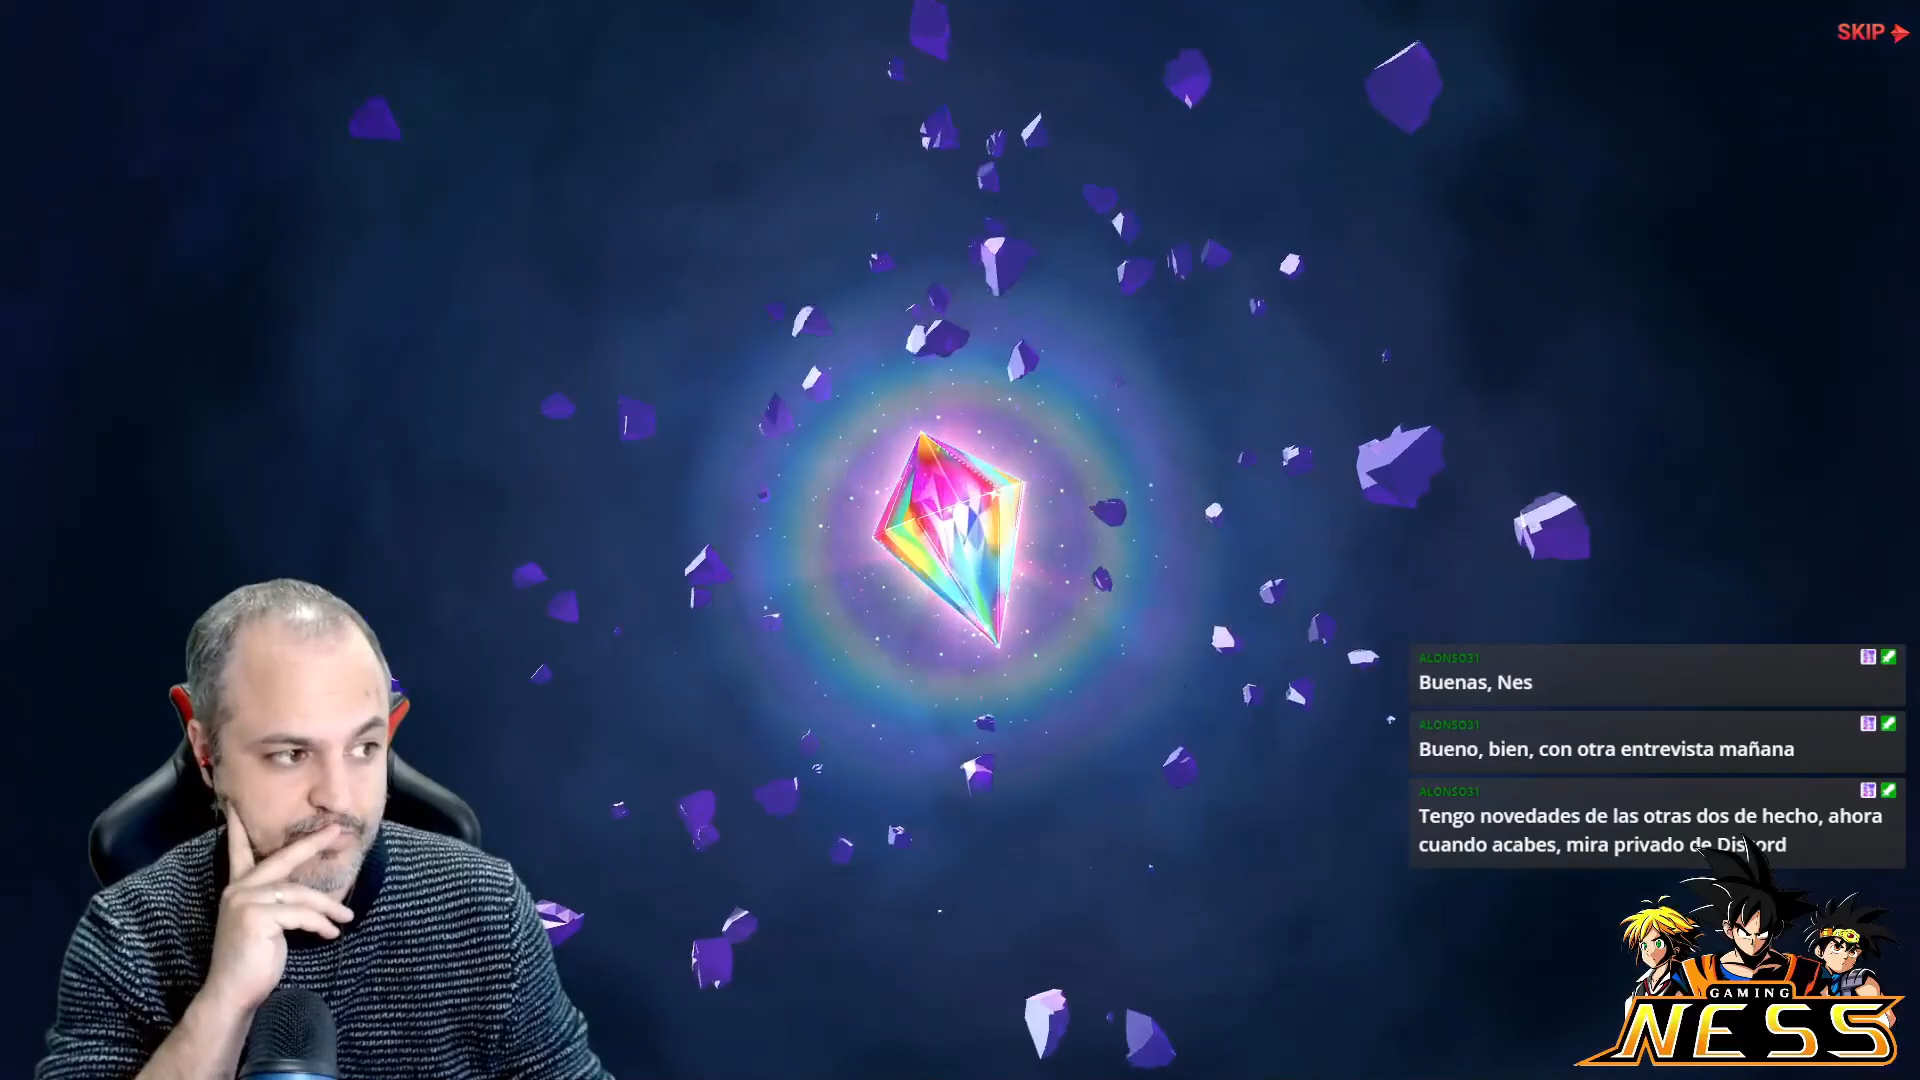 SKIP
ALONSO31
Buenas, Nes
ALONSO31
Bueno, bien, con otra entrevista mañana
ALONSO31
Tengo novedades de las otras dos de hecho, ahora
cuando acabes, mira privado de Discord
GAMING
NESS